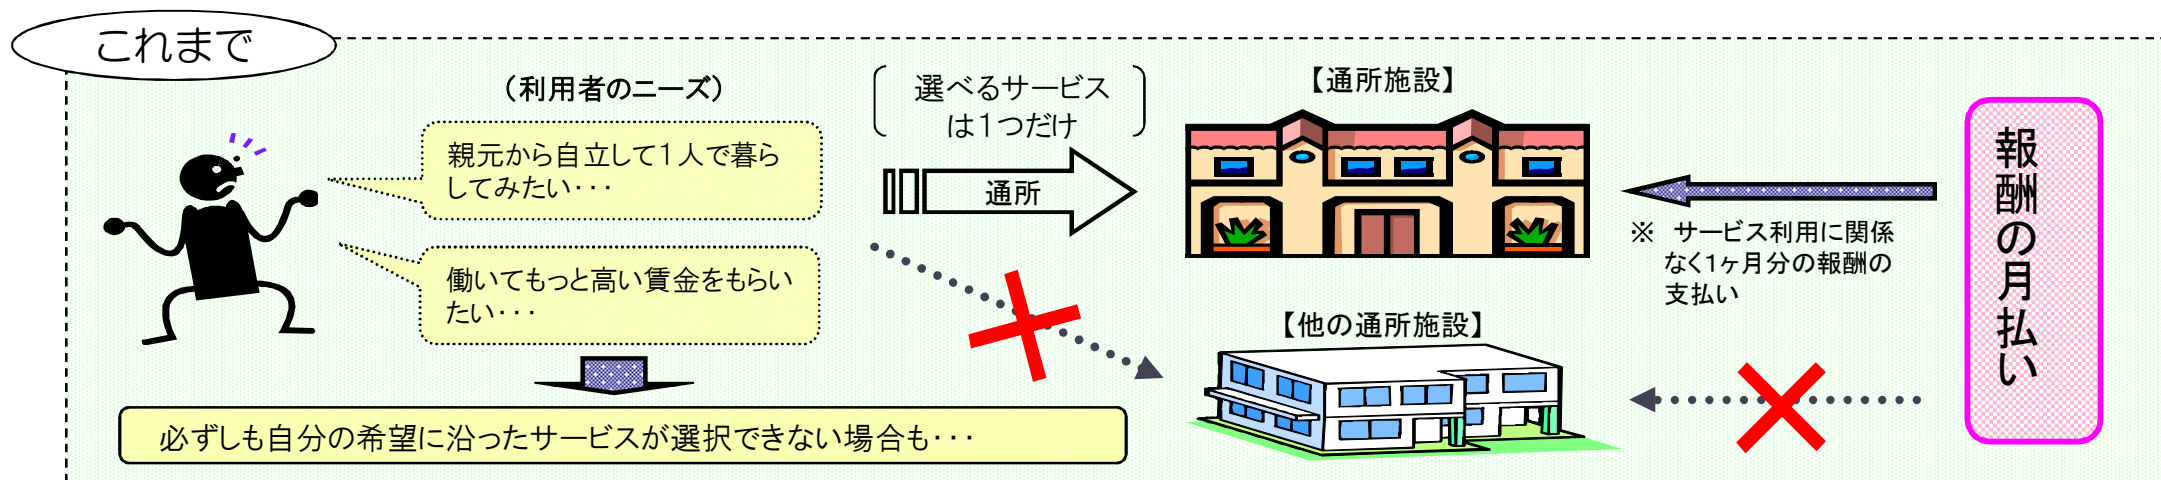 これまで
（利用者のニーズ）
親元から自立して１人で暮ら
してみたい・・・
働いてもっと高い賃金をもらい
たい・・・
必ずしも自分の希望に沿ったサービスが選択できない場合も・・・
選べるサービス
は１つだけ
通所
【通所施設】
【他の通所施設】
※　サービス利用に関係
なく1ヶ月分の報酬の
支払い
報酬の月払い